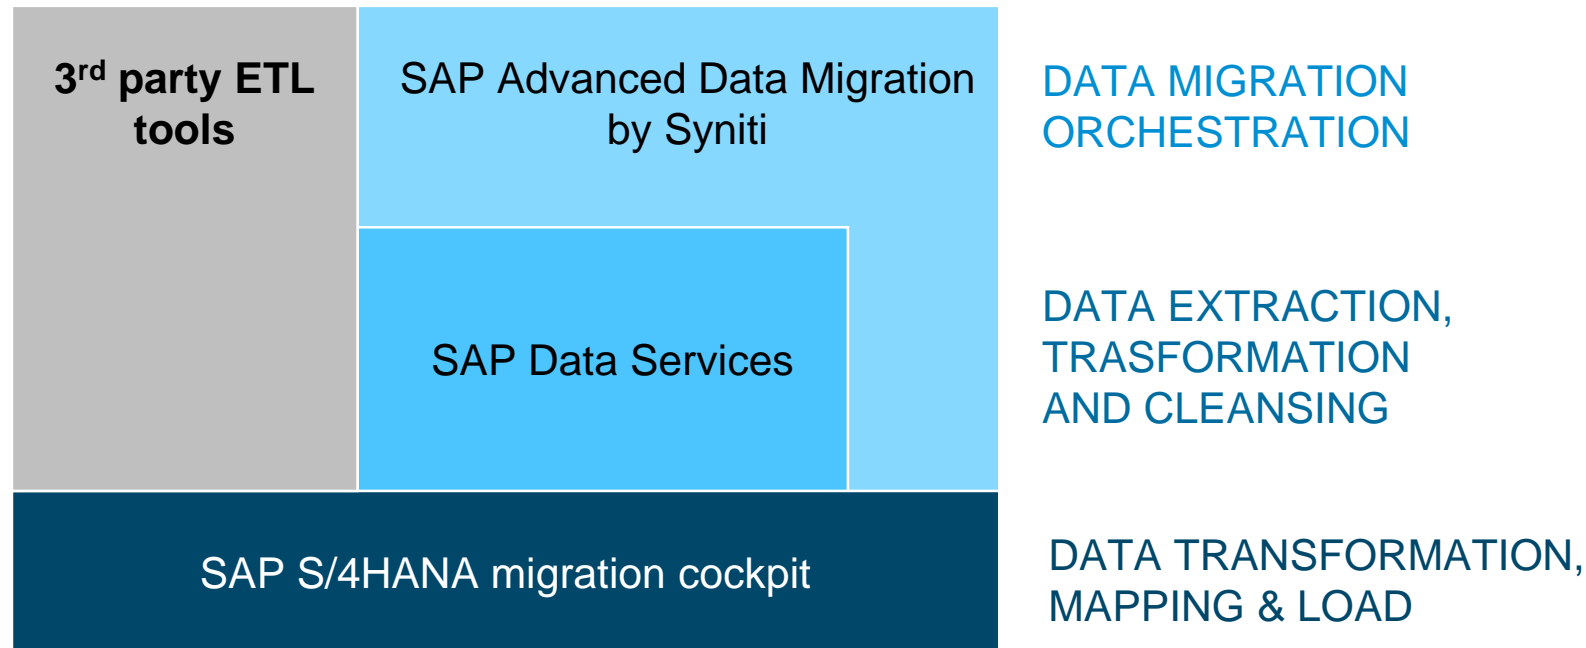 3rd party ETL
tools
SAP Advanced Data Migration
by Syniti
DATA MIGRATION
ORCHESTRATION
SAP Data Services
DATA EXTRACTION,
TRASFORMATION
AND CLEANSING
SAP S/4HANA migration cockpit
DATA TRANSFORMATION,
MAPPING & LOAD